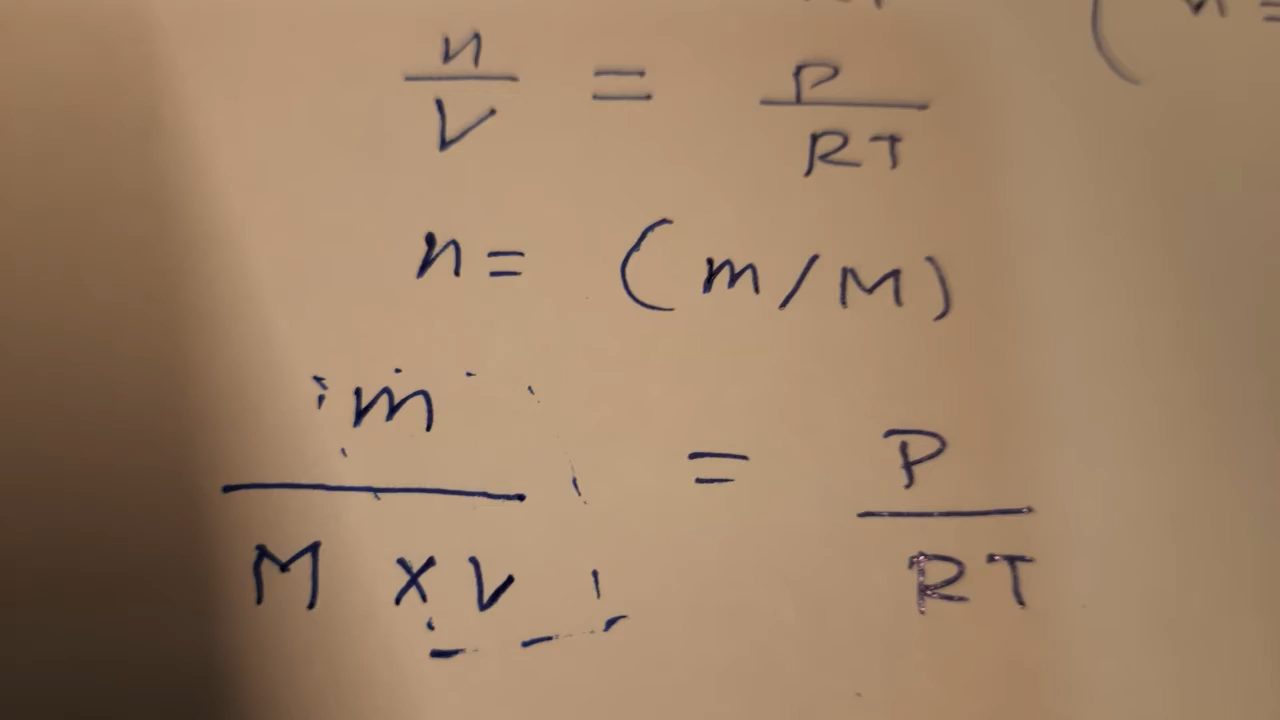 n/V = P/RT
n = (m/M)
m/M × V = P/RT